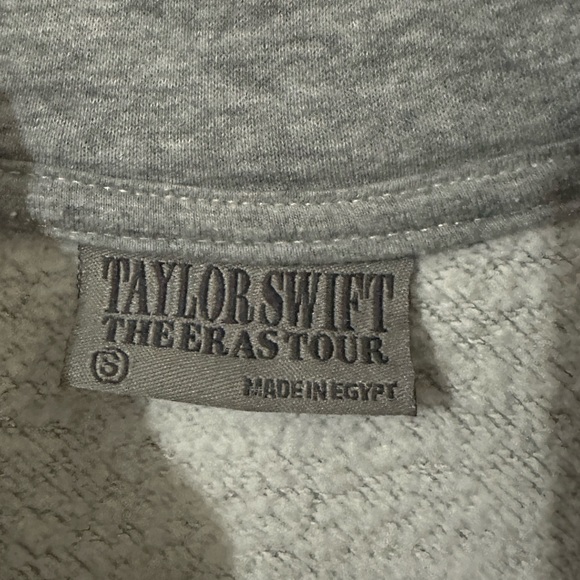 TAYLOR SWIFT
THE ERAS TOUR
S
MADE IN EGYPT